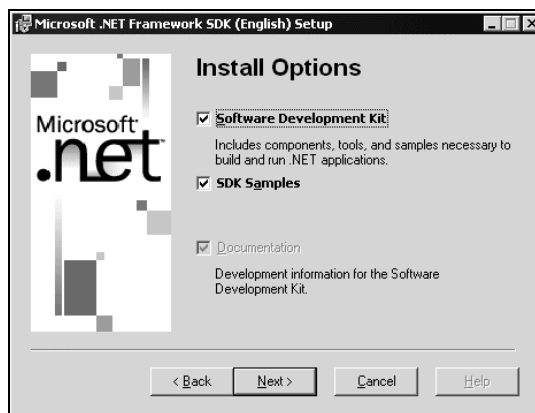 Microsoft .NET Framework SDK (English) Setup
Install Options
Microsoft
.net
Software Development Kit
Includes components, tools, and samples necessary to
build and run .NET applications.
SDK Samples
Documentation
Development information for the Software
Development Kit.
< Back
Next >
Cancel
Help